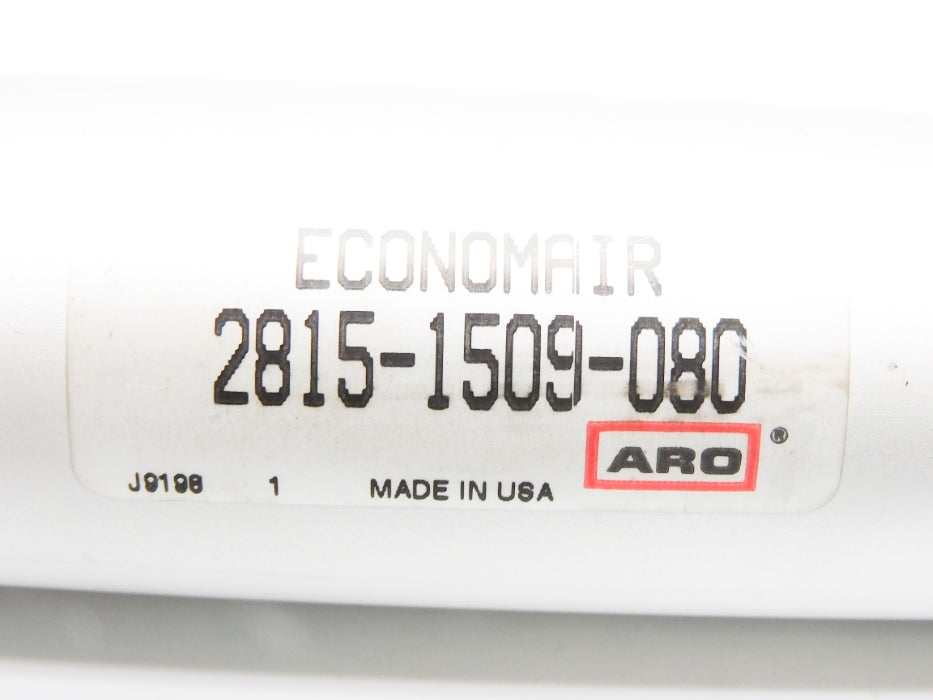 ECONOMAIR
2815-1509-080
ARO®
J9198 1 MADE IN USA